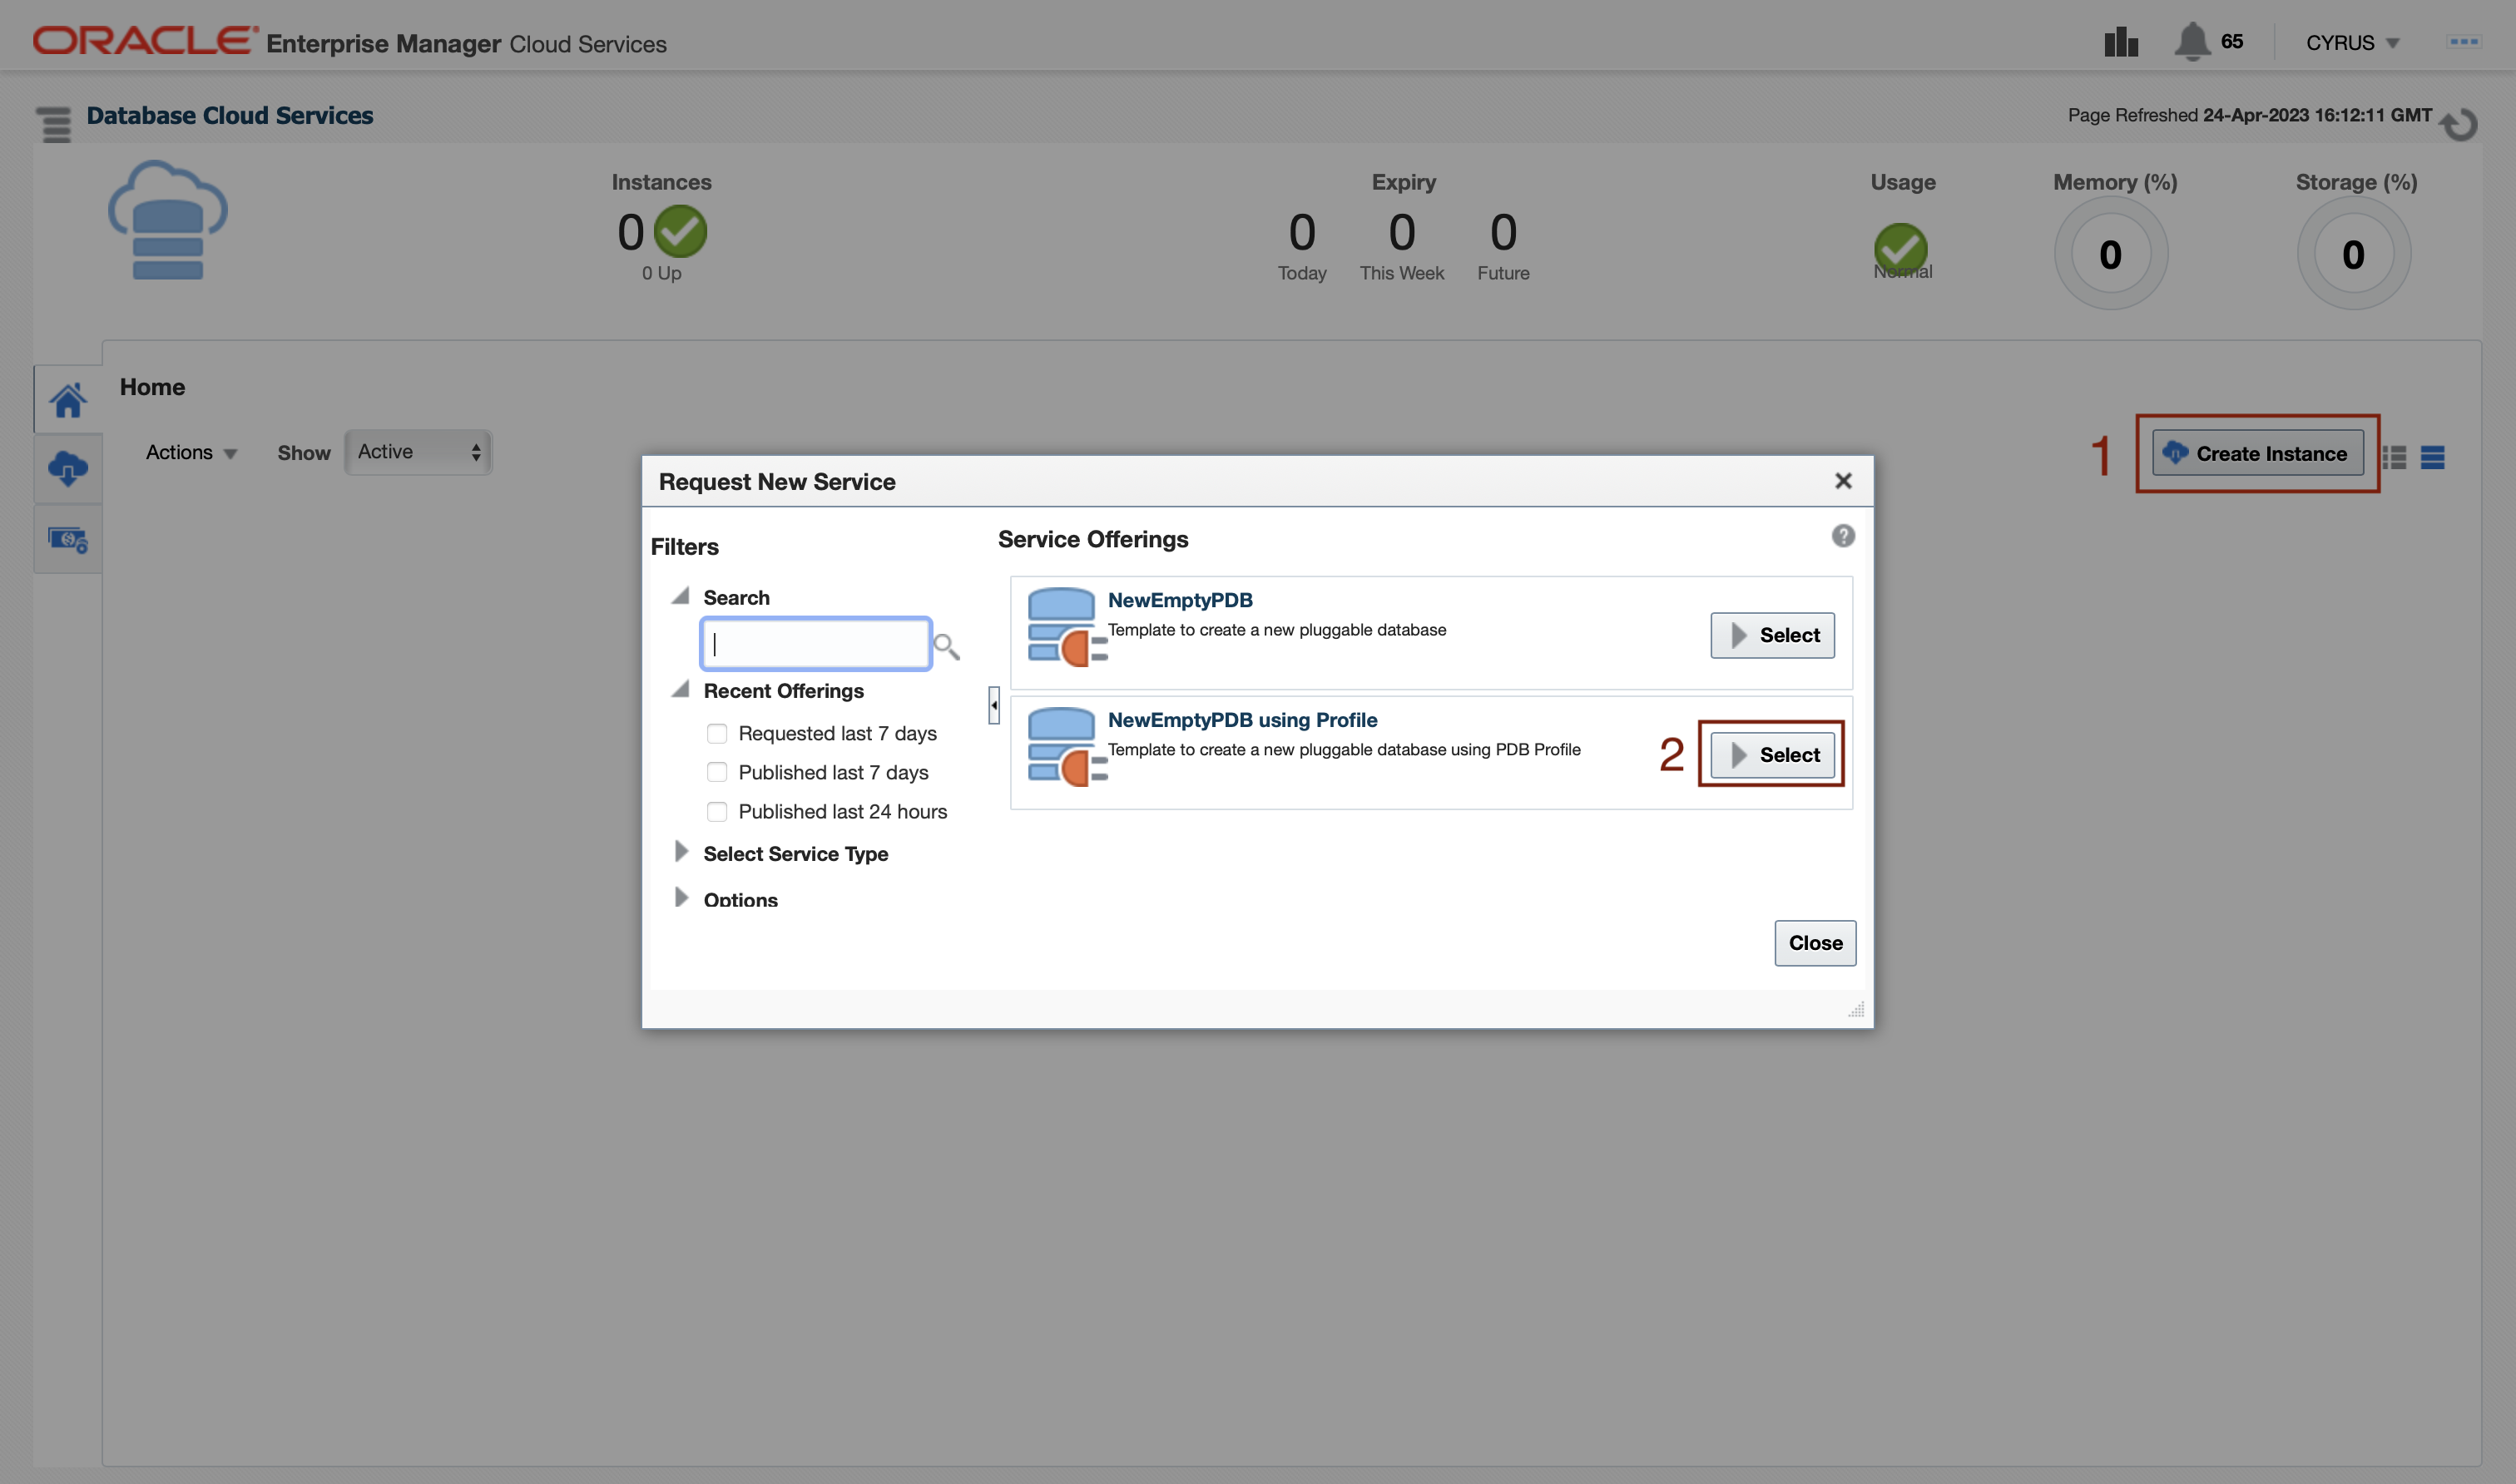 ORACLE Enterprise Manager Cloud Services
65
CYRUS
Database Cloud Services
Page Refreshed 24-Apr-2023 16:12:11 GMT
Instances
0
0 Up
Expiry
0 0 0
Today This Week Future
Usage
Normal
Memory (%)
0
Storage (%)
0
Home
Actions Show Active
1 Create Instance
Request New Service
Filters
Search
Recent Offerings
Requested last 7 days
Published last 7 days
Published last 24 hours
Select Service Type
Options
Service Offerings
NewEmptyPDB
Template to create a new pluggable database
Select
NewEmptyPDB using Profile
Template to create a new pluggable database using PDB Profile
2 Select
Close